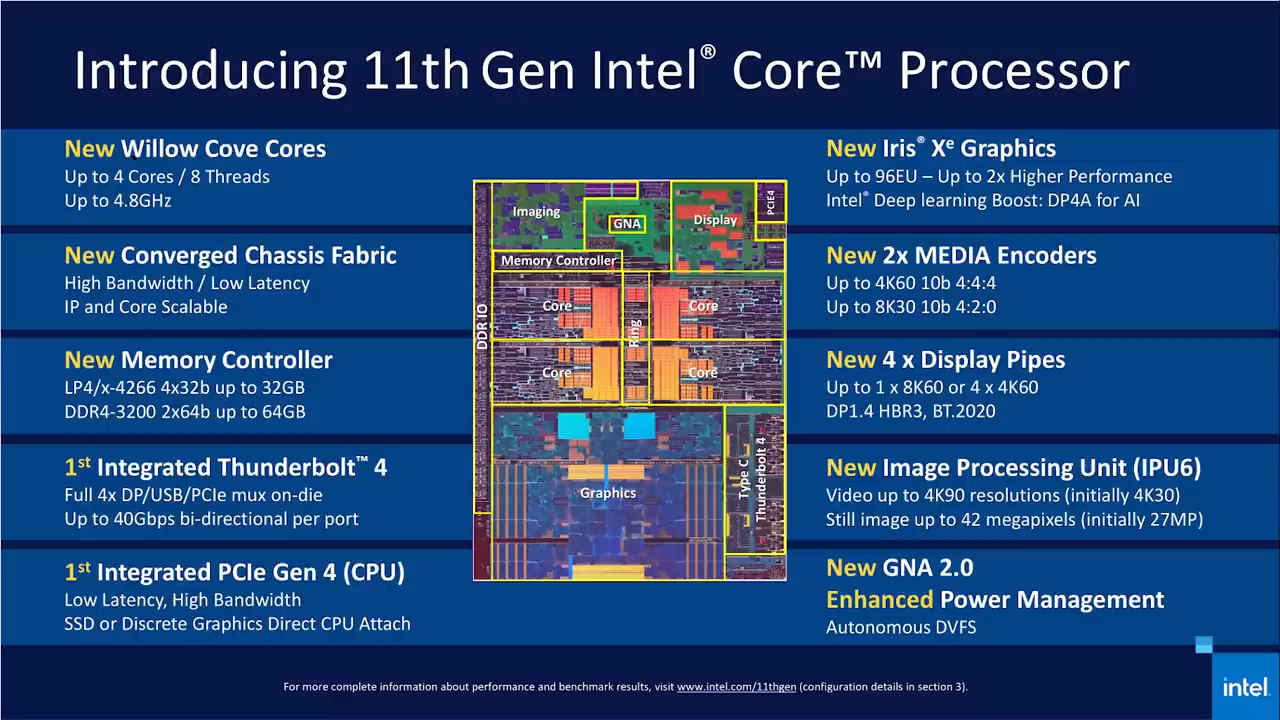 Introducing 11th Gen Intel® Core™ Processor
New Willow Cove Cores
Up to 4 Cores / 8 Threads
Up to 4.8GHz
New Converged Chassis Fabric
High Bandwidth / Low Latency
IP and Core Scalable
New Memory Controller
LP4/x-4266 4x32b up to 32GB
DDR4-3200 2x64b up to 64GB
1st Integrated Thunderbolt™ 4
Full 4x DP/USB/PCIe mux on-die
Up to 40Gbps bi-directional per port
1st Integrated PCIe Gen 4 (CPU)
Low Latency, High Bandwidth
SSD or Discrete Graphics Direct CPU Attach
Imaging
GNA
Display
PCIE4
Memory Controller
DDR IO
Core
Ring
Core
Core
Core
Graphics
Type C
Thunderbolt 4
New Iris® Xe Graphics
Up to 96EU – Up to 2x Higher Performance
Intel® Deep learning Boost: DP4A for AI
New 2x MEDIA Encoders
Up to 4K60 10b 4:4:4
Up to 8K30 10b 4:2:0
New 4 x Display Pipes
Up to 1 x 8K60 or 4 x 4K60
DP1.4 HBR3, BT.2020
New Image Processing Unit (IPU6)
Video up to 4K90 resolutions (initially 4K30)
Still image up to 42 megapixels (initially 27MP)
New GNA 2.0
Enhanced Power Management
Autonomous DVFS
For more complete information about performance and benchmark results, visit www.intel.com/11thgen (configuration details in section 3).
intel.